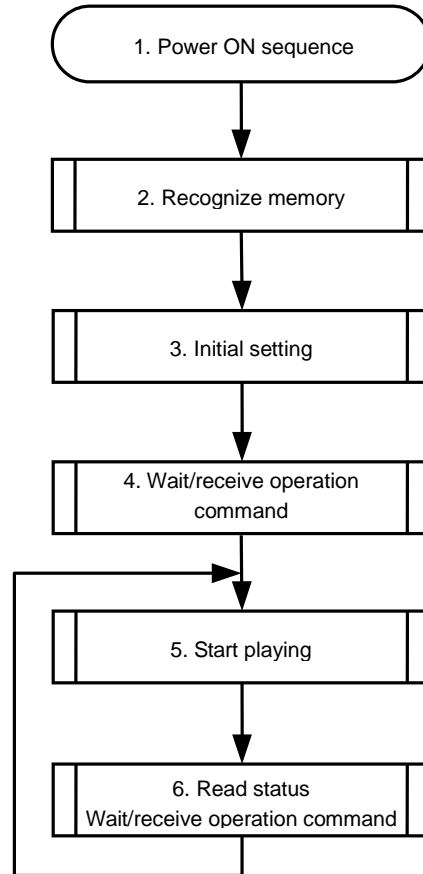 1. Power ON sequence
2. Recognize memory
3. Initial setting
4. Wait/receive operation
command
5. Start playing
6. Read status
Wait/receive operation command